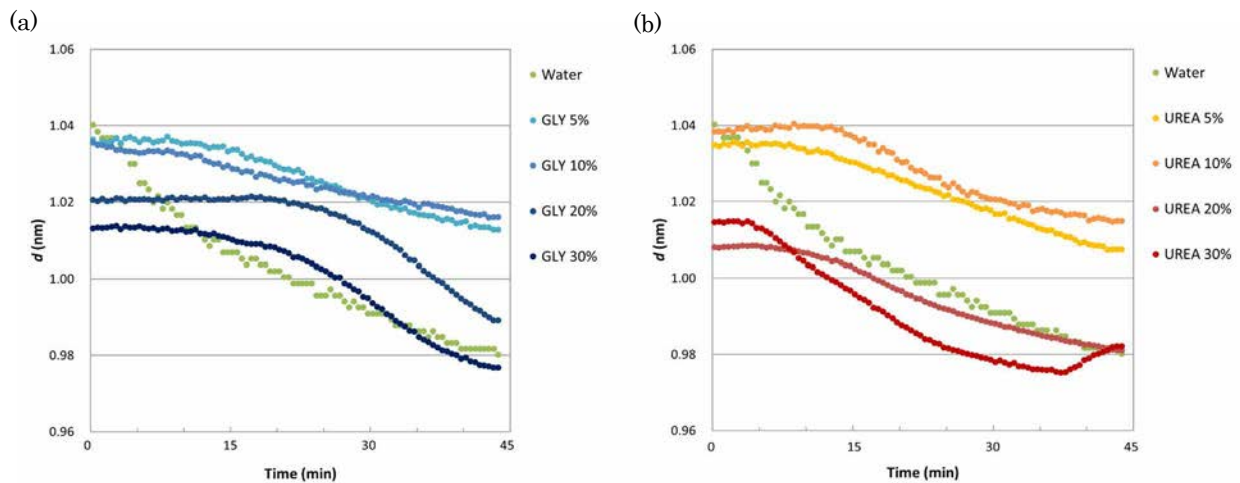 (a)
1.06
1.04
1.02
1.00
0.98
0.96
d (nm)
0
15
30
45
Time (min)
Water
GLY 5%
GLY 10%
GLY 20%
GLY 30%
(b)
1.06
1.04
1.02
1.00
0.98
0.96
d (nm)
0
15
30
45
Time (min)
Water
UREA 5%
UREA 10%
UREA 20%
UREA 30%